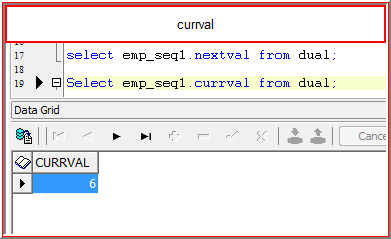 currval
17 select emp_seq1.nextval from dual;
18
19 Select emp_seq1.currval from dual;
Data Grid
Cance
CURRVAL
6